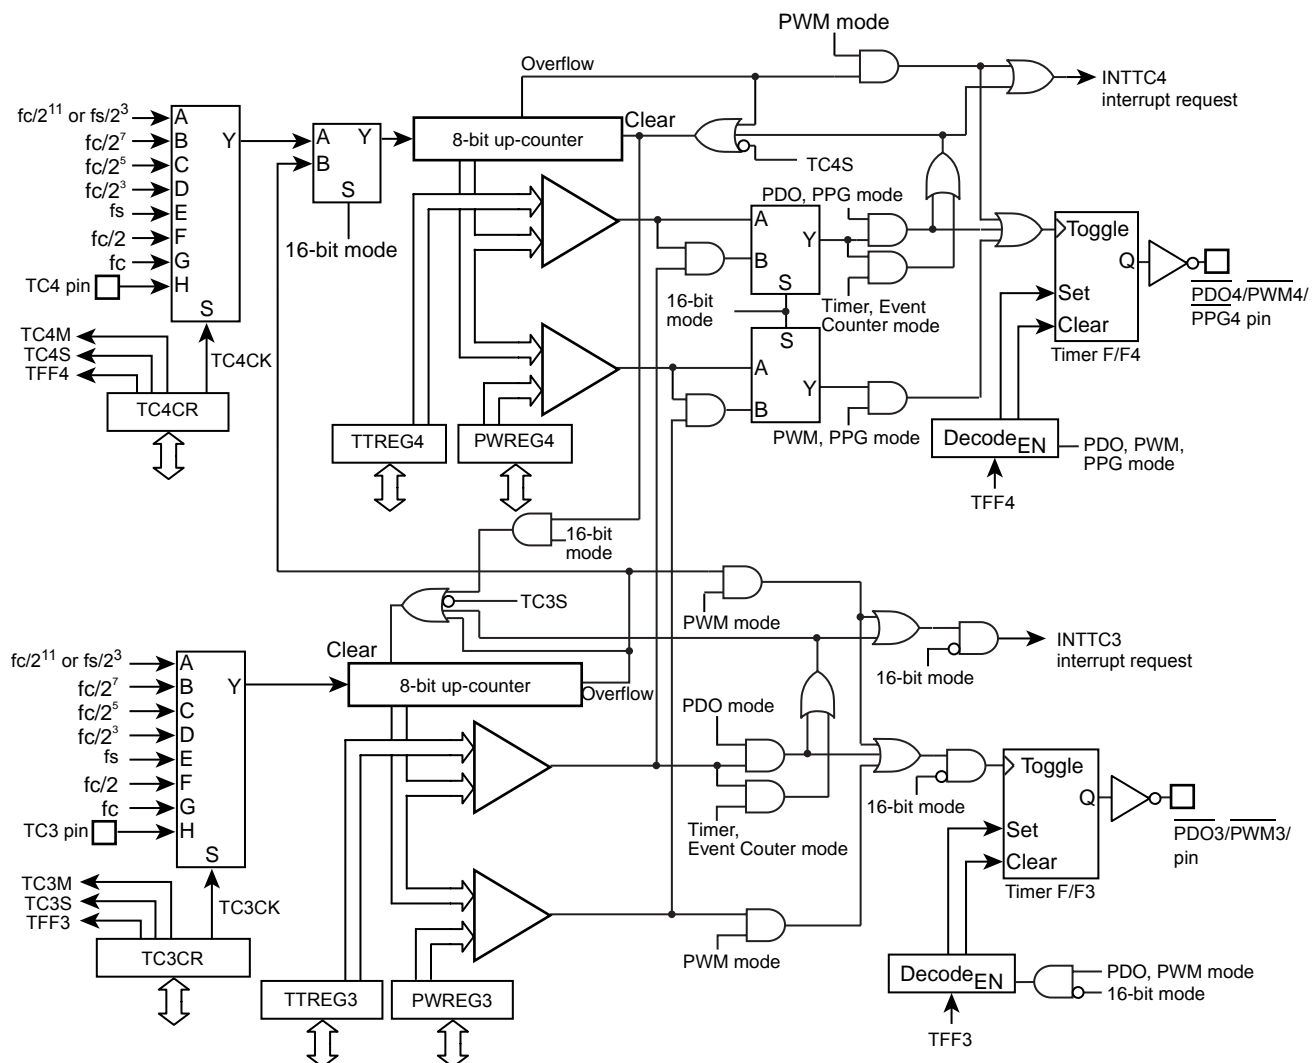 PWM mode
Overflow
INTTC4
interrupt request
fc/2¹¹ or fs/2³
fc/2⁷
fc/2⁵
fc/2³
fs
fc/2
fc
TC4 pin
A
B
C
D
E
F
G
H
Y
S
A
B
Y
S
16-bit mode
8-bit up-counter
Clear
TC4S
PDO, PPG mode
A
B
Y
S
16-bit
mode
Timer, Event
Counter mode
S
A
B
Y
PWM, PPG mode
Toggle
Q
Set
Clear
Timer F/F4
PDO4/PWM4/
PPG4 pin
TC4M
TC4S
TFF4
TC4CK
TC4CR
TTREG4
PWREG4
Decode EN
PDO, PWM,
PPG mode
TFF4
16-bit
mode
TC3S
PWM mode
INTTC3
interrupt request
16-bit mode
Clear
8-bit up-counter
Overflow
fc/2¹¹ or fs/2³
fc/2⁷
fc/2⁵
fc/2³
fs
fc/2
fc
TC3 pin
A
B
C
D
E
F
G
H
Y
S
PDO mode
Timer,
Event Couter mode
16-bit mode
Toggle
Q
Set
Clear
Timer F/F3
PDO3/PWM3/
pin
TC3M
TC3S
TFF3
TC3CK
TC3CR
TTREG3
PWREG3
PWM mode
Decode EN
PDO, PWM mode
16-bit mode
TFF3